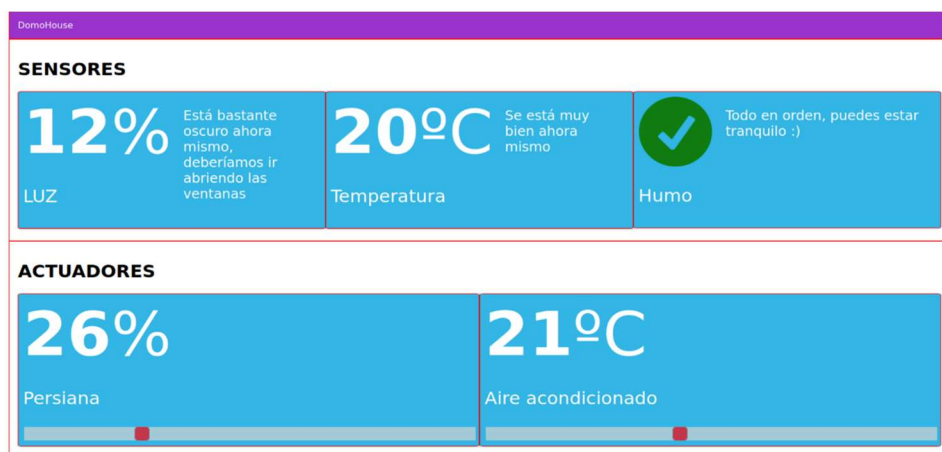 DomoHouse
SENSORES
12%
Está bastante
oscuro ahora
mismo,
deberíamos ir
abriendo las
ventanas
LUZ
20ºC
Se está muy
bien ahora
mismo
Temperatura
Todo en orden, puedes estar
tranquilo :)
Humo
ACTUADORES
26%
Persiana
21ºC
Aire acondicionado